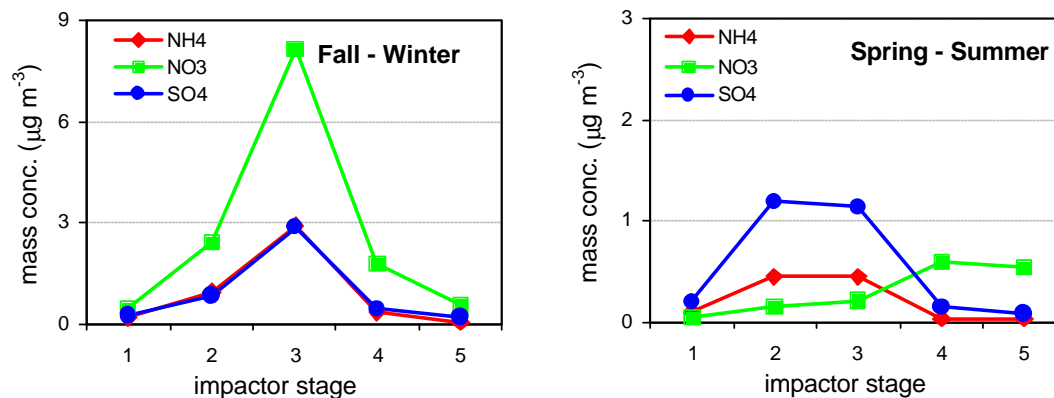 Fall - Winter
NH4
NO3
SO4
9
6
3
0
mass conc. (μg m-3)
1 2 3 4 5
impactor stage
Spring - Summer
NH4
NO3
SO4
3
2
1
0
mass conc. (μg m-3)
1 2 3 4 5
impactor stage